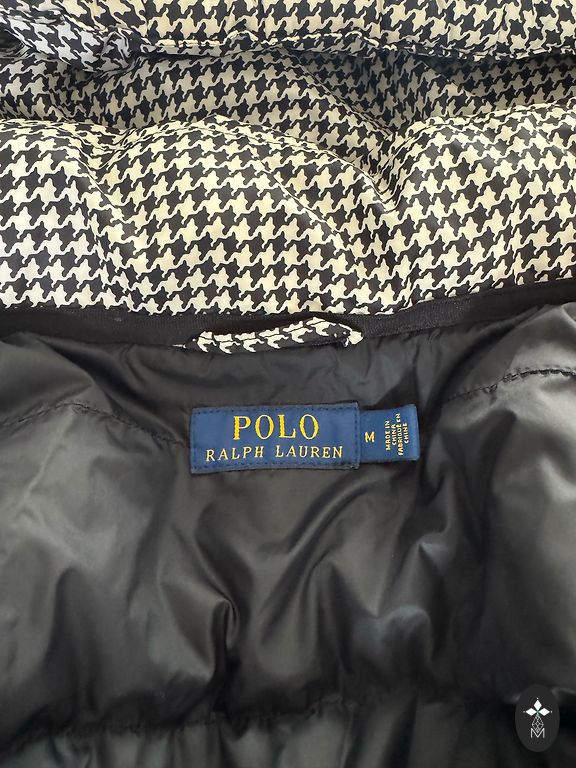 POLO
RALPH LAUREN
M
MADE IN
CHINA
FABRIQUÉ EN
CHINE
M